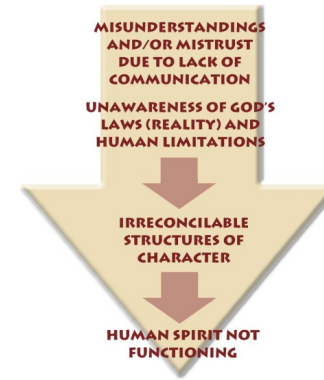 MISUNDERSTANDINGS
AND/OR MISTRUST
DUE TO LACK OF
COMMUNICATION
UNAWARENESS OF GOD'S
LAWS (REALITY) AND
HUMAN LIMITATIONS
IRRECONCILABLE
STRUCTURES OF
CHARACTER
HUMAN SPIRIT NOT
FUNCTIONING